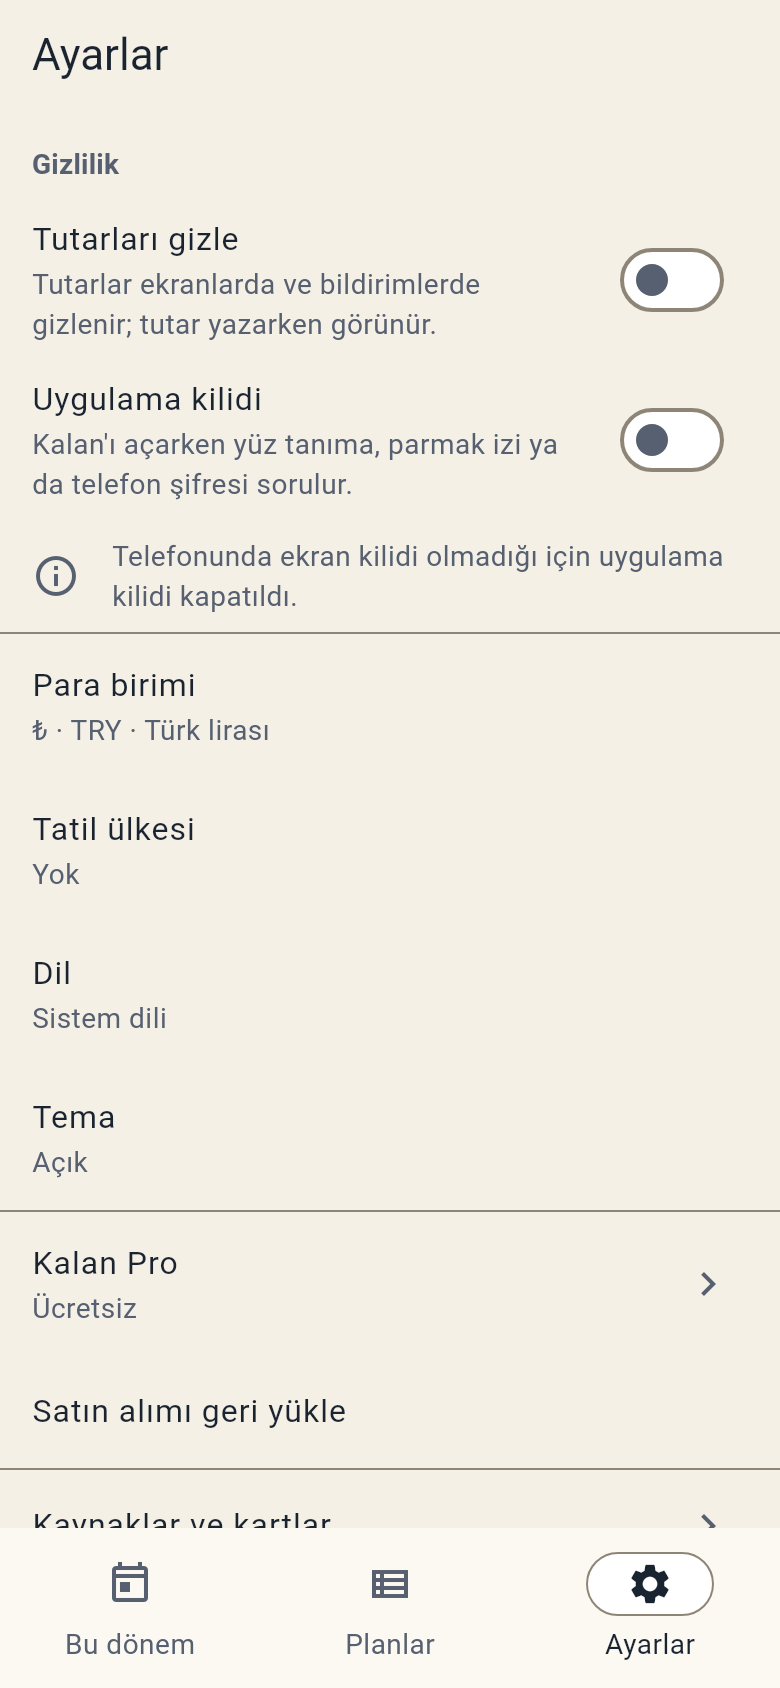 Ayarlar
Gizlilik
Tutarları gizle
Tutarlar ekranlarda ve bildirimlerde
gizlenir; tutar yazarken görünür.
Uygulama kilidi
Kalan'ı açarken yüz tanıma, parmak izi ya
da telefon şifresi sorulur.
Telefonunda ekran kilidi olmadığı için uygulama
kilidi kapatıldı.
Para birimi
₺ · TRY · Türk lirası
Tatil ülkesi
Yok
Dil
Sistem dili
Tema
Açık
Kalan Pro
Ücretsiz
Satın alımı geri yükle
Kaynaklar ve kartlar
Bu dönem
Planlar
Ayarlar